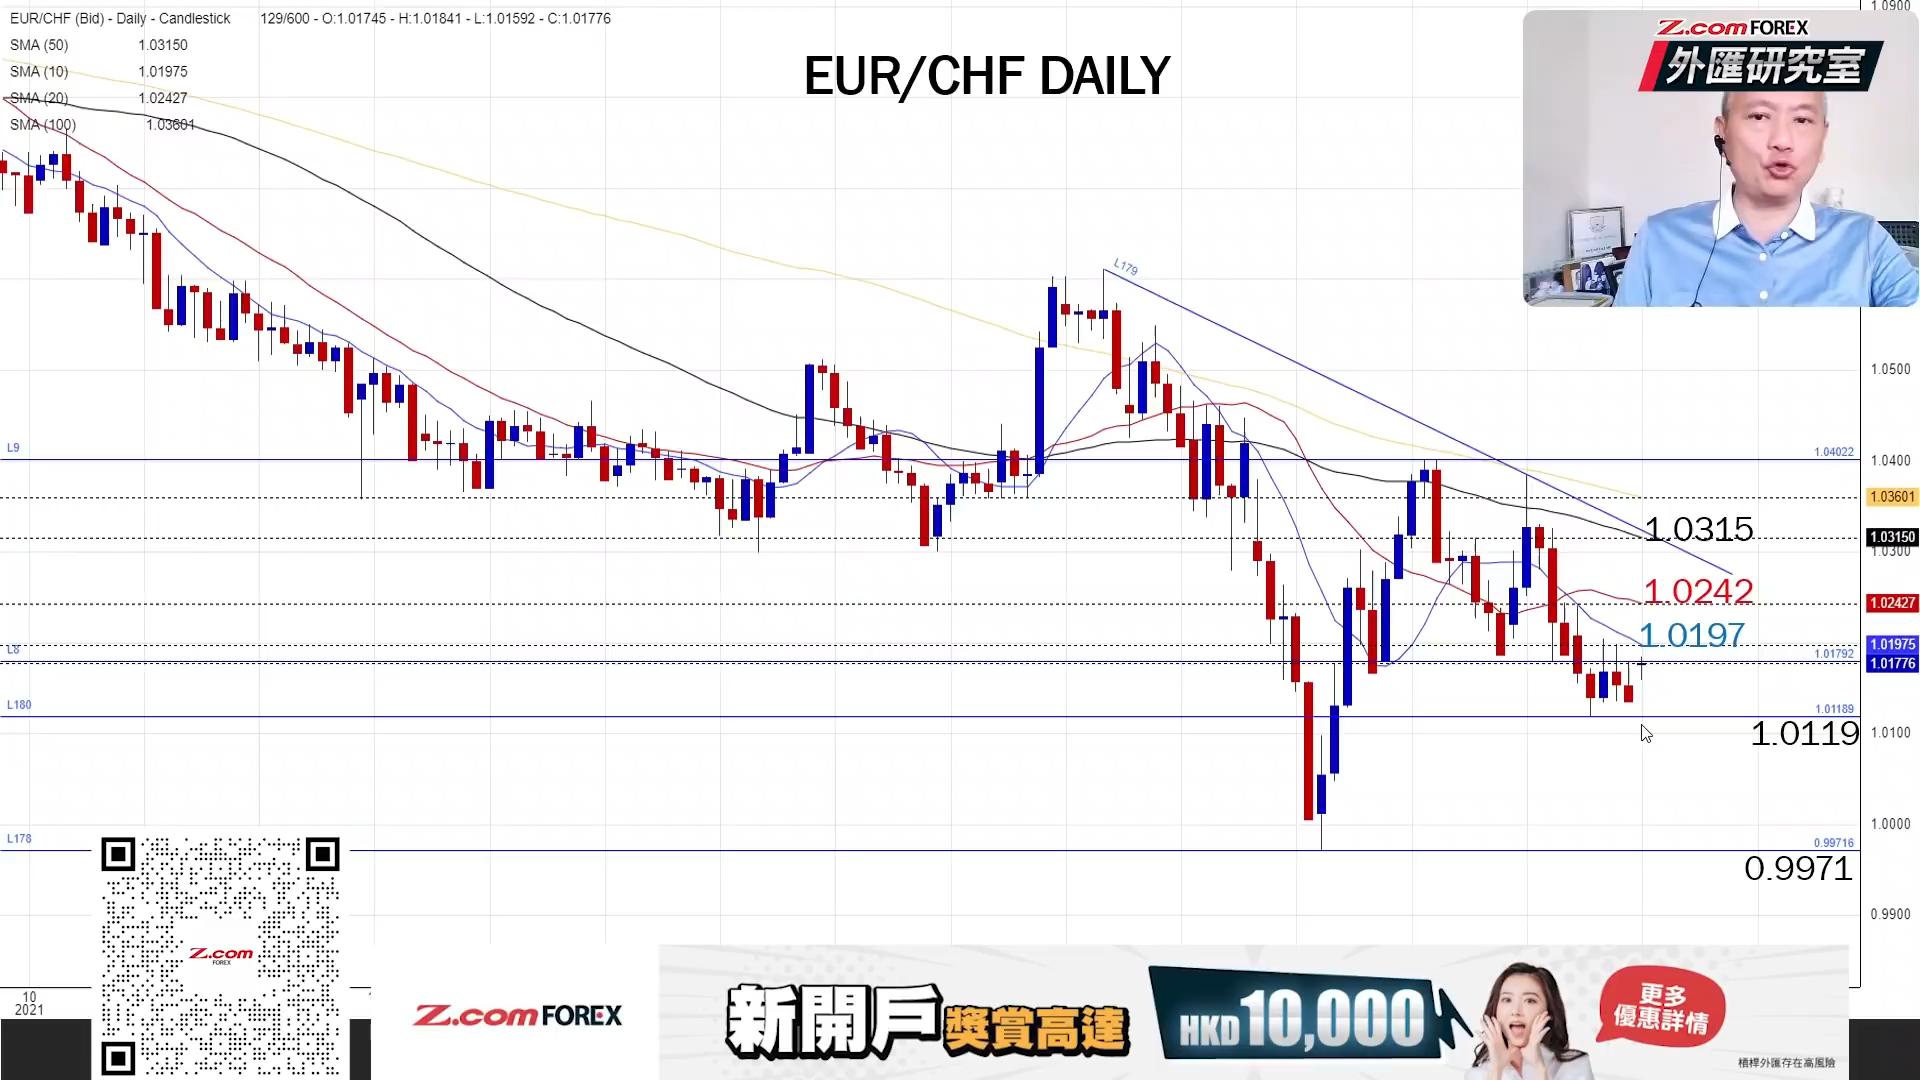 EUR/CHF (Bid) - Daily - Candlestick 129/600 - O:1.01745 - H:1.01841 - L:1.01592 - C:1.01776
SMA (50) 1.03150
SMA (10) 1.01975
SMA (20) 1.02427
SMA (100) 1.03601
EUR/CHF DAILY
Z.com FOREX
外匯研究室
1.0900
L179
1.0500
L9
1.04022
1.0400
1.03601
1.0315
1.03150
1.0300
1.0242
1.02427
1.0197
1.01975
L8
1.01792
1.01776
L180
1.01189
1.0119
1.0100
1.0000
L178
0.99716
0.9971
0.9900
Z.com
FOREX
10
2021
Z.com FOREX
新開戶獎賞高達
HKD 10,000
更多
優惠詳情
槓桿外匯存在高風險